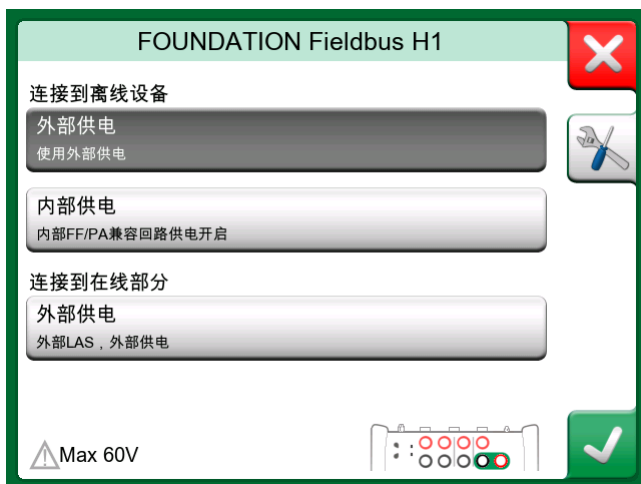 FOUNDATION Fieldbus H1
连接到离线设备
外部供电
使用外部供电
内部供电
内部FF/PA兼容回路供电开启
连接到在线部分
外部供电
外部LAS，外部供电
Max 60V